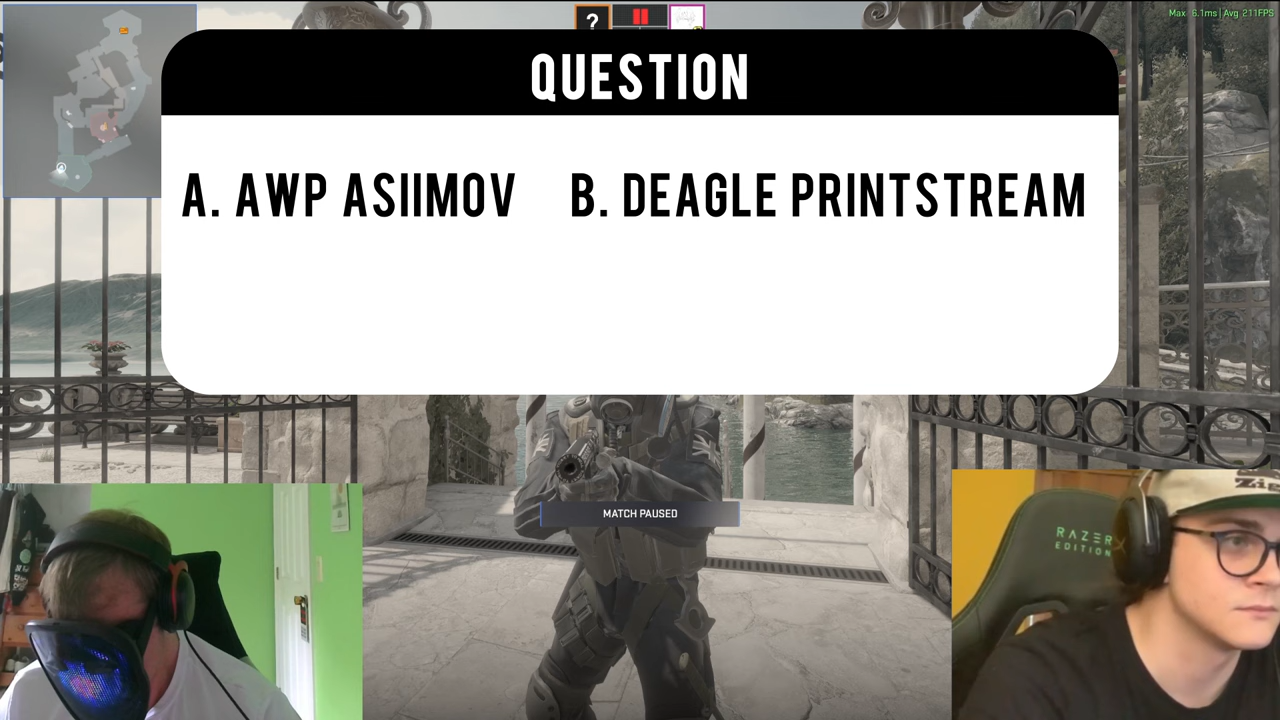 Max 6.1ms | Avg 211FPS
?
QUESTION
A. AWP ASIIMOV B. DEAGLE PRINTSTREAM
MATCH PAUSED
RAZER
EDITION